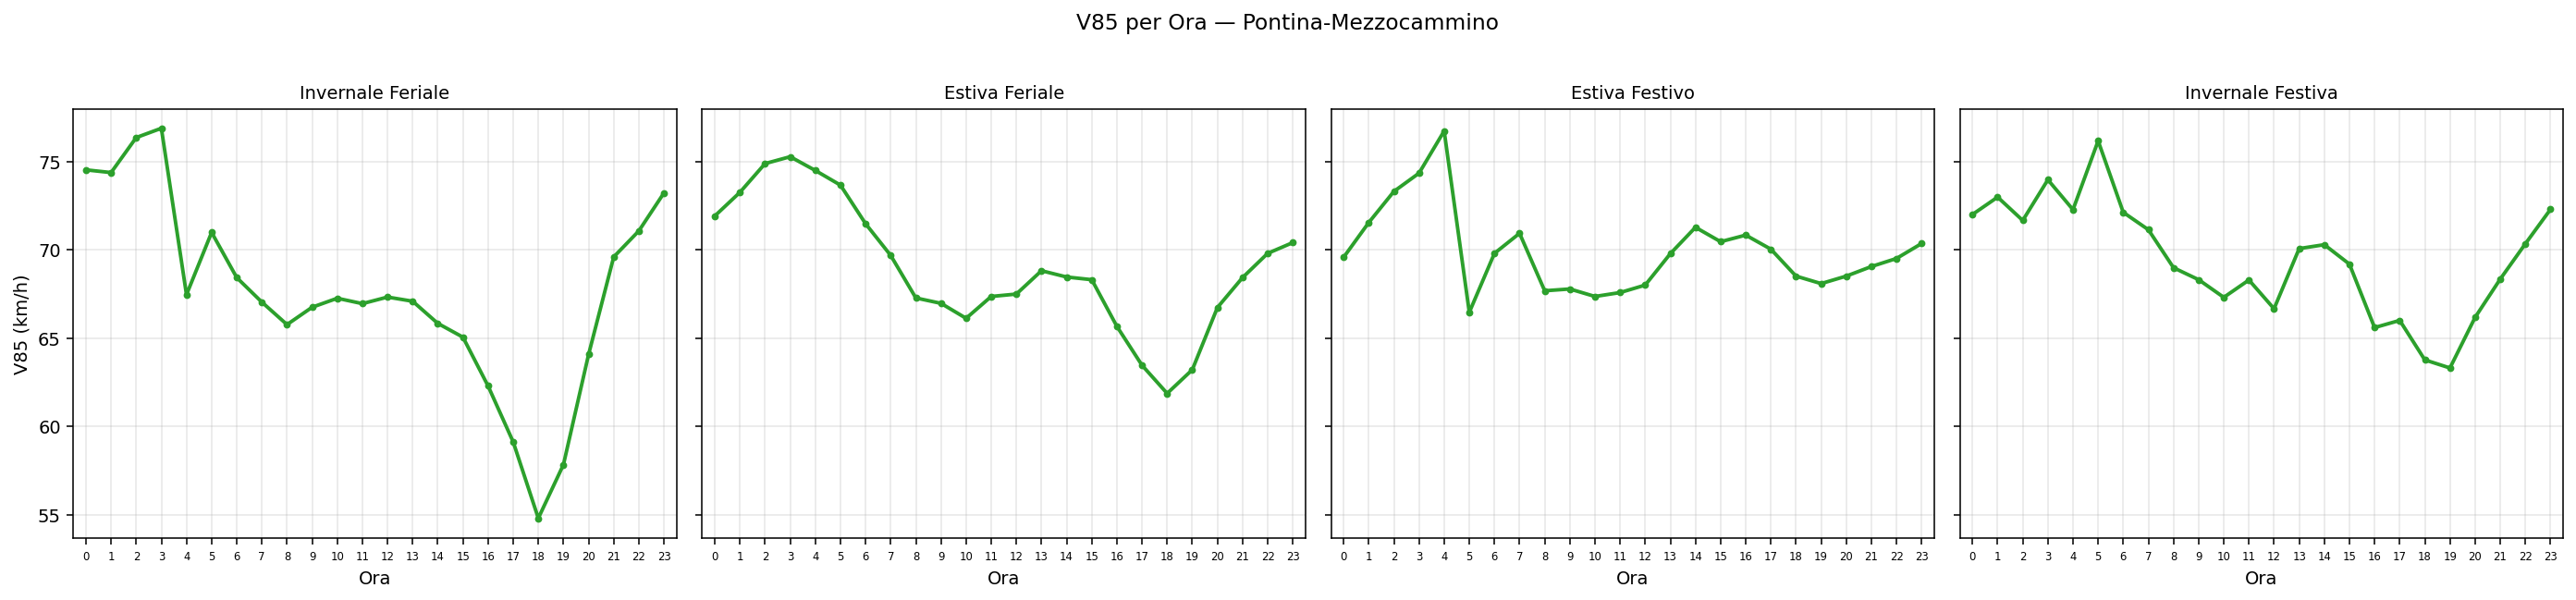 V85 per Ora — Pontina-Mezzocammino
Invernale Feriale
Estiva Feriale
Estiva Festivo
Invernale Festiva
V85 (km/h)
75
70
65
60
55
0 1 2 3 4 5 6 7 8 9 10 11 12 13 14 15 16 17 18 19 20 21 22 23
0 1 2 3 4 5 6 7 8 9 10 11 12 13 14 15 16 17 18 19 20 21 22 23
0 1 2 3 4 5 6 7 8 9 10 11 12 13 14 15 16 17 18 19 20 21 22 23
0 1 2 3 4 5 6 7 8 9 10 11 12 13 14 15 16 17 18 19 20 21 22 23
Ora
Ora
Ora
Ora